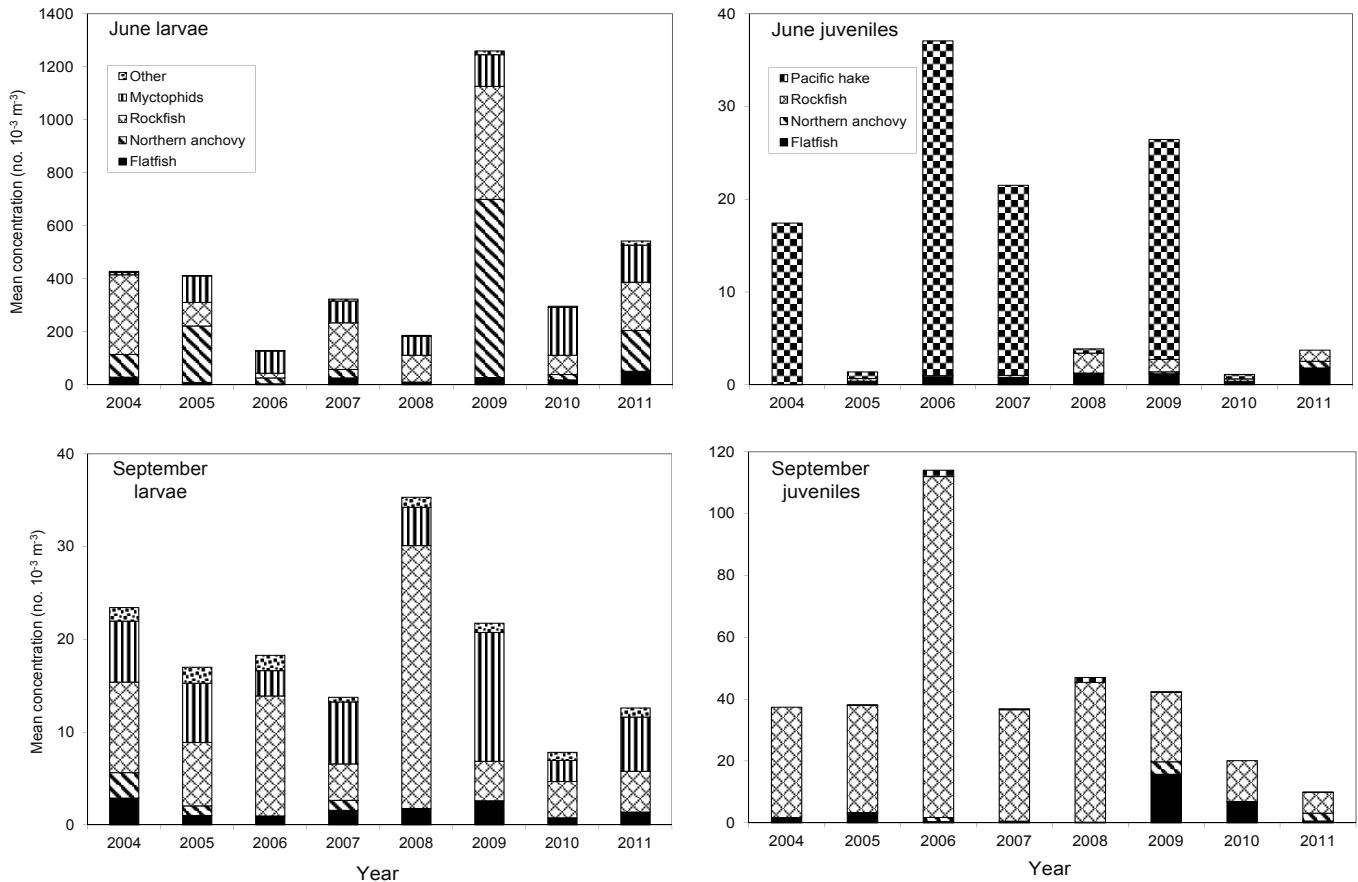 June larvae
Mean concentration (no. 10⁻³ m⁻³)
1400
1200
1000
800
600
400
200
0
Other
Myctophids
Rockfish
Northern anchovy
Flatfish
2004 2005 2006 2007 2008 2009 2010 2011
June juveniles
40
30
20
10
0
Pacific hake
Rockfish
Northern anchovy
Flatfish
2004 2005 2006 2007 2008 2009 2010 2011
September
larvae
Mean concentration (no. 10⁻³ m⁻³)
40
30
20
10
0
2004 2005 2006 2007 2008 2009 2010 2011
Year
September
juveniles
120
100
80
60
40
20
0
2004 2005 2006 2007 2008 2009 2010 2011
Year